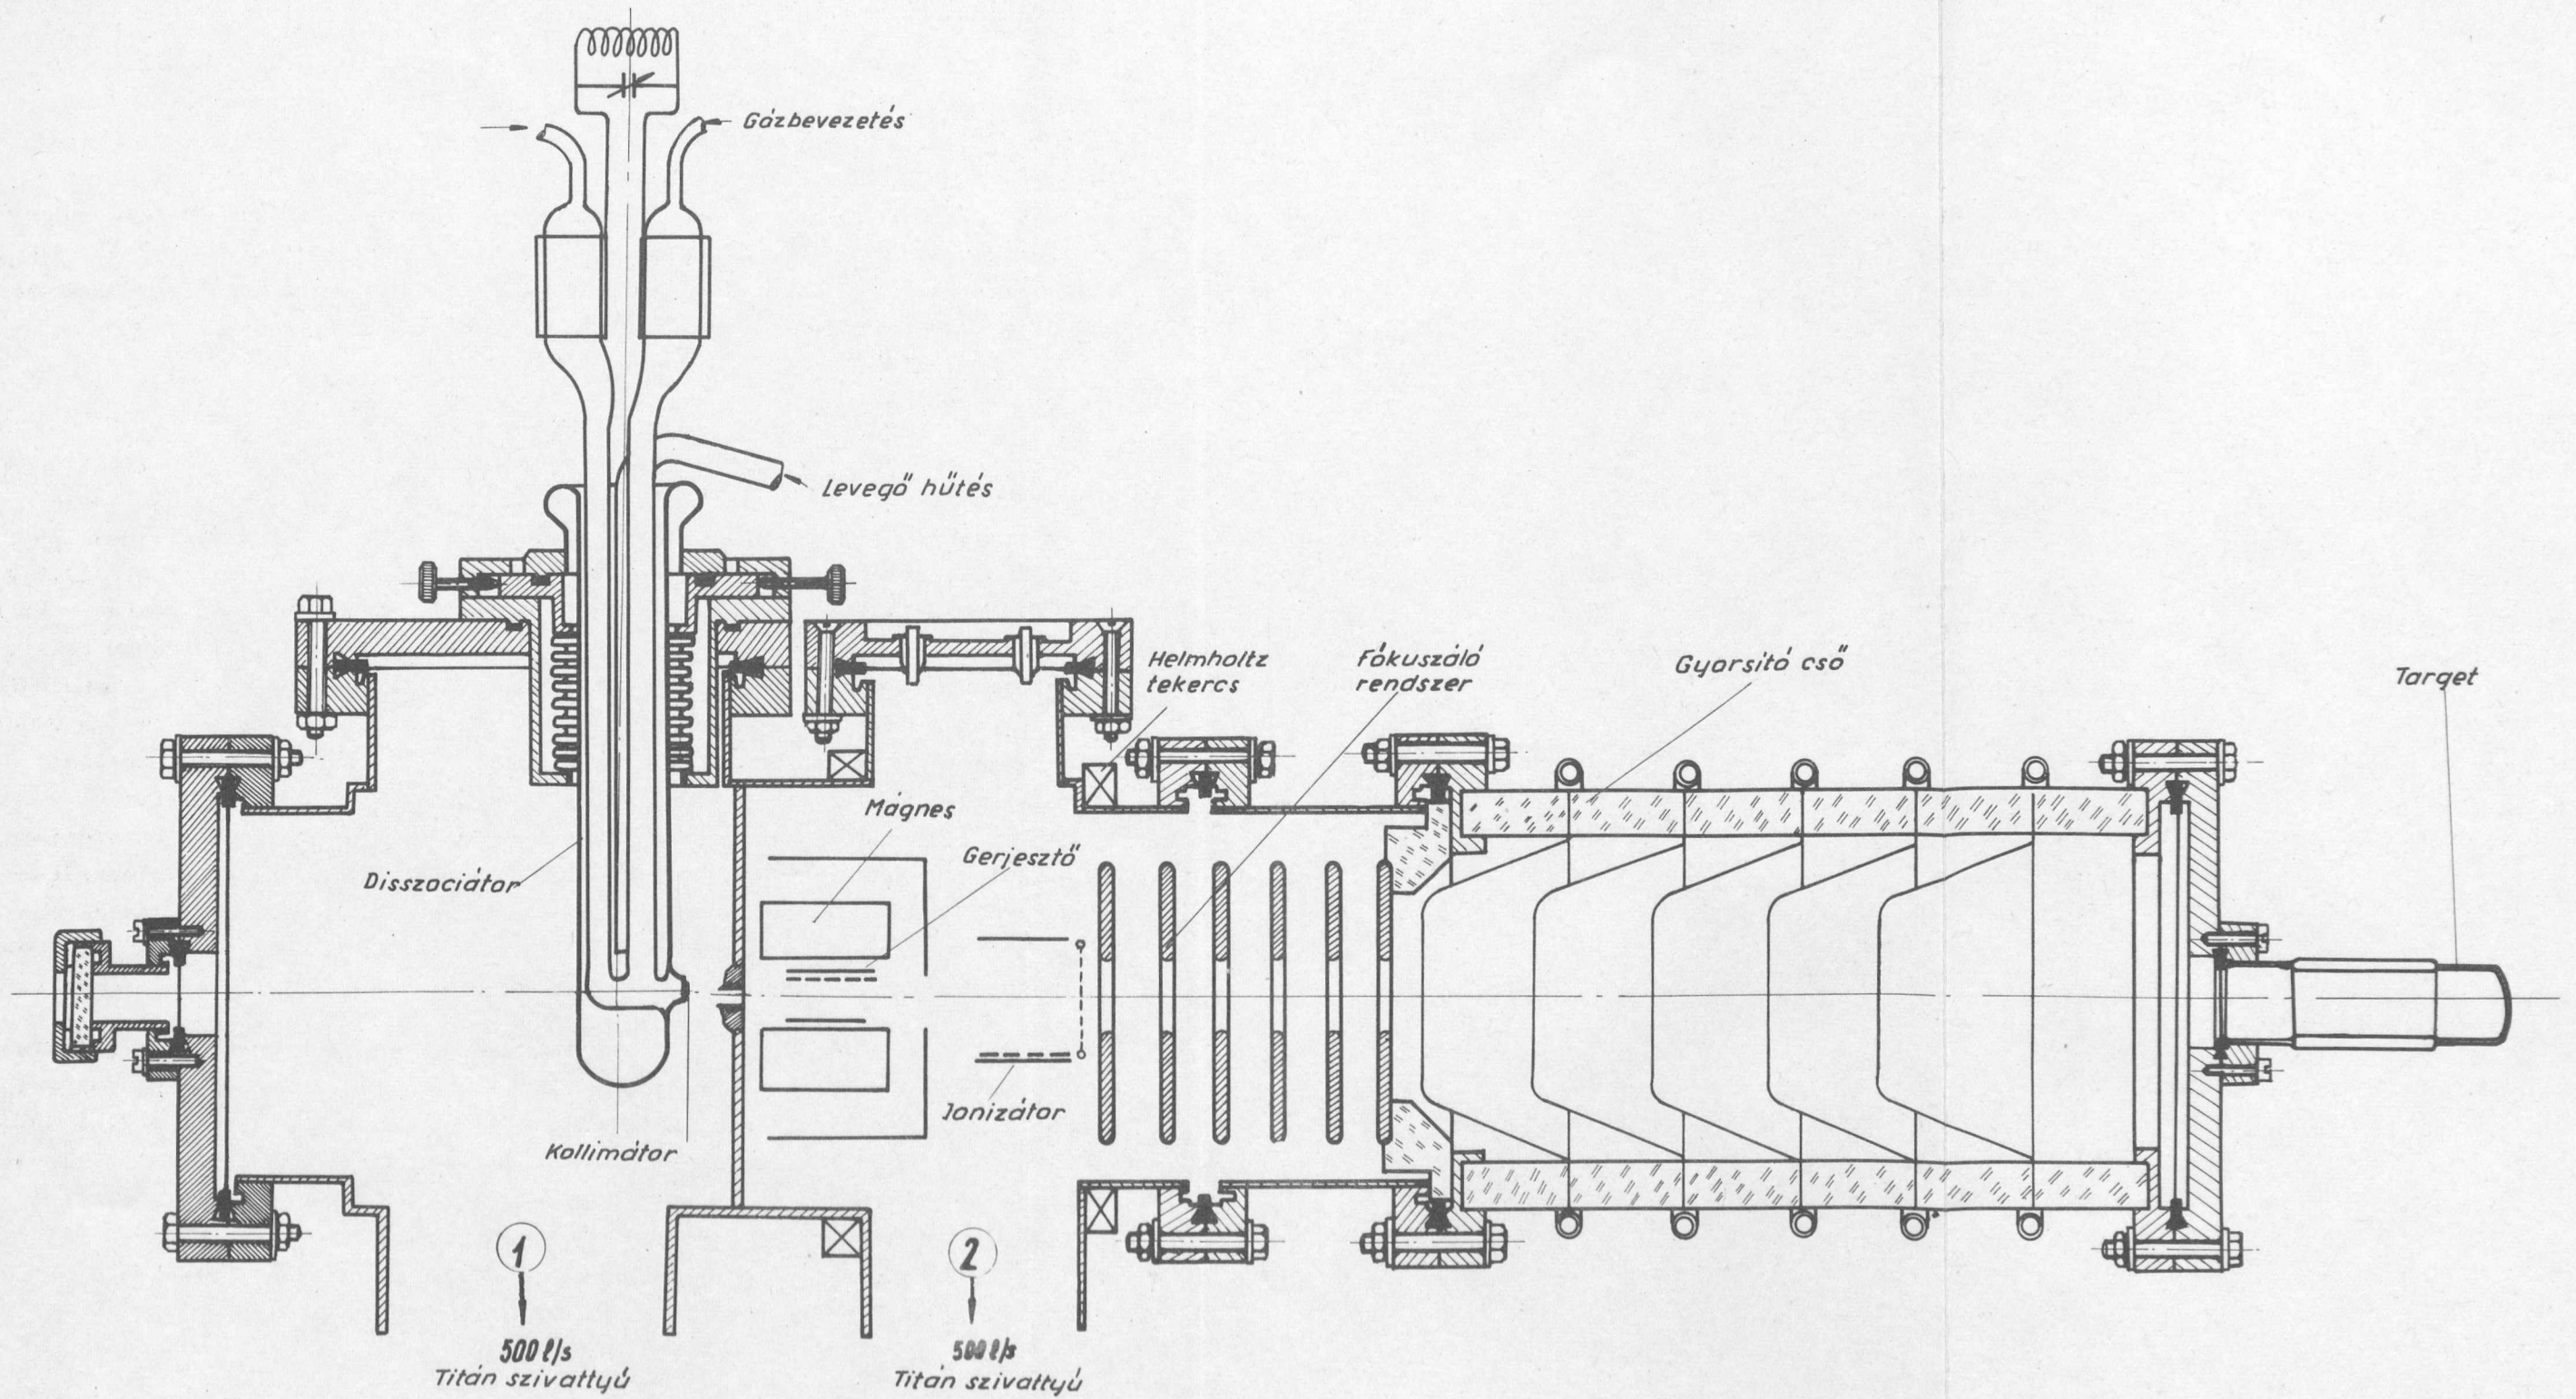 Gázbevezetés
Levegő hűtés
Helmholtz
tekercs
Fókuszáló
rendszer
Gyorsító cső
Target
Mágnes
Gerjesztő
Disszociátor
Ionizátor
Kollimátor
1
2
500 l/s
Titán szivattyú
500 l/s
Titán szivattyú